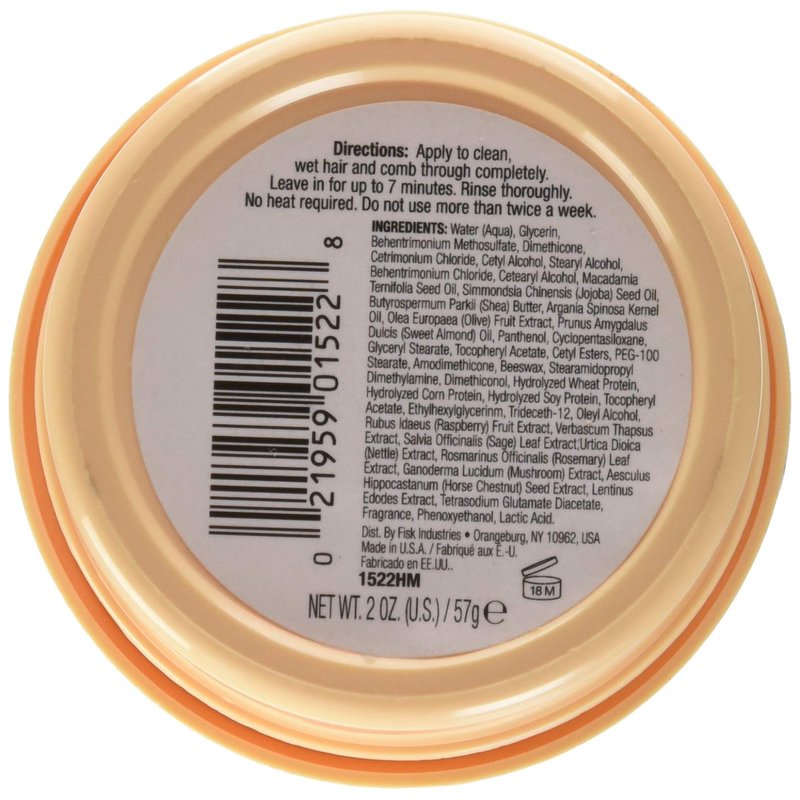 Directions: Apply to clean,
wet hair and comb through completely.
Leave in for up to 7 minutes. Rinse thoroughly.
No heat required. Do not use more than twice a week.
INGREDIENTS: Water (Aqua), Glycerin,
Behentrimonium Methosulfate, Dimethicone,
Cetrimonium Chloride, Cetyl Alcohol, Stearyl Alcohol,
Behentrimonium Chloride, Cetearyl Alcohol, Macadamia
Ternifolia Seed Oil, Simmondsia Chinensis (Jojoba) Seed Oil,
Butyrospermum Parkii (Shea) Butter, Argania Spinosa Kernel
Oil, Olea Europaea (Olive) Fruit Extract, Prunus Amygdalus
Dulcis (Sweet Almond) Oil, Panthenol, Cyclopentasiloxane,
Glyceryl Stearate, Tocopheryl Acetate, Cetyl Esters, PEG-100
Stearate, Amodimethicone, Beeswax, Stearamidopropyl
Dimethylamine, Dimethiconol, Hydrolyzed Wheat Protein,
Hydrolyzed Corn Protein, Hydrolyzed Soy Protein, Tocopheryl
Acetate, Ethylhexylglycerinm, Trideceth-12, Oleyl Alcohol,
Rubus Idaeus (Raspberry) Fruit Extract, Verbascum Thapsus
Extract, Salvia Officinalis (Sage) Leaf Extract,Urtica Dioica
(Nettle) Extract, Rosmarinus Officinalis (Rosemary) Leaf
Extract, Ganoderma Lucidum (Mushroom) Extract, Aesculus
Hippocastanum (Horse Chestnut) Seed Extract, Lentinus
Edodes Extract, Tetrasodium Glutamate Diacetate,
Fragrance, Phenoxyethanol, Lactic Acid.
Dist. By Fisk Industries • Orangeburg, NY 10962, USA
Made in U.S.A. / Fabriqué aux É.-U.
Fabricado en EE.UU..
1522HM
18 M
NET WT. 2 OZ. (U.S.) / 57g e
0 21959 01522 8